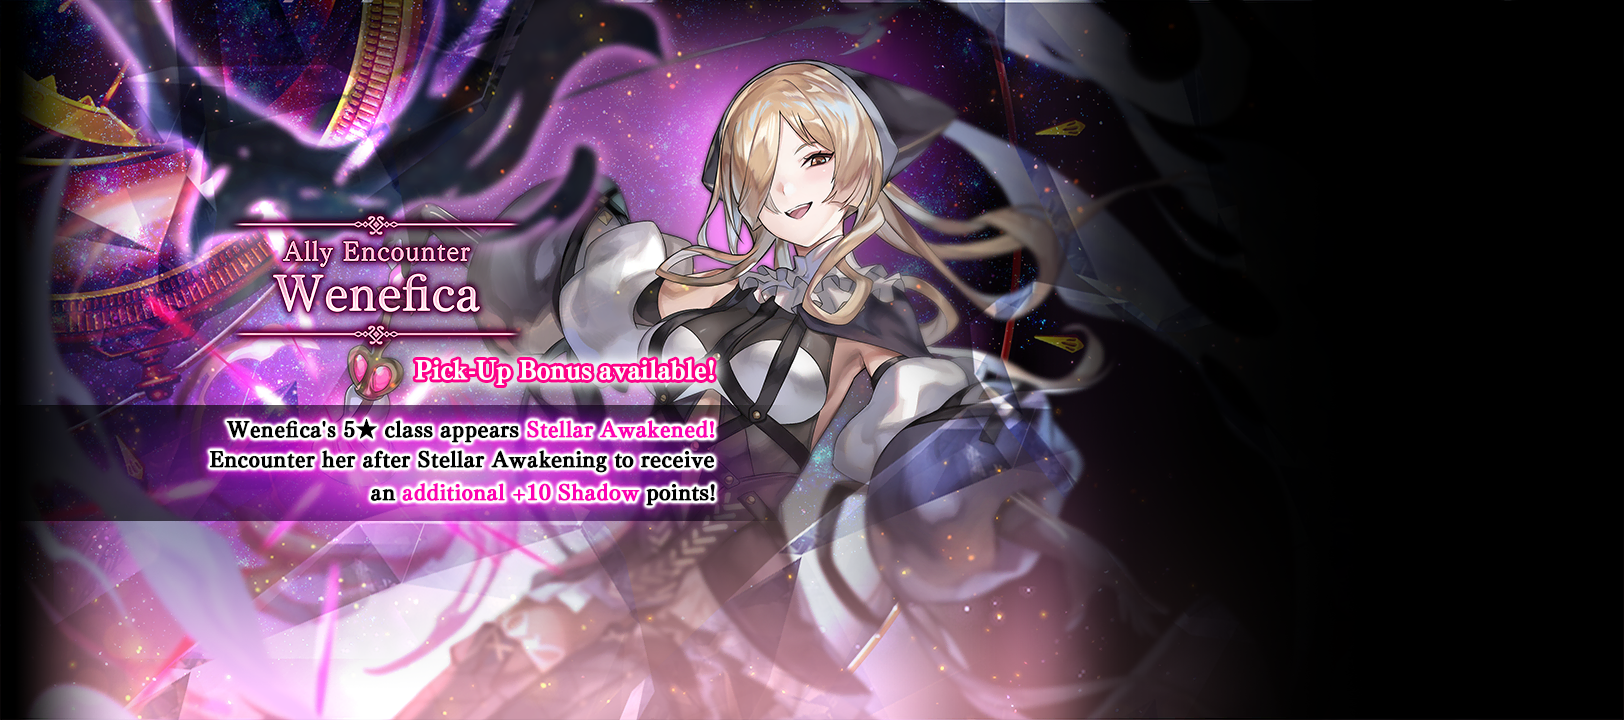 Ally Encounter
Wenefica
Pick-Up Bonus available!
Wenefica's 5★ class appears Stellar Awakened!
Encounter her after Stellar Awakening to receive
an additional +10 Shadow points!